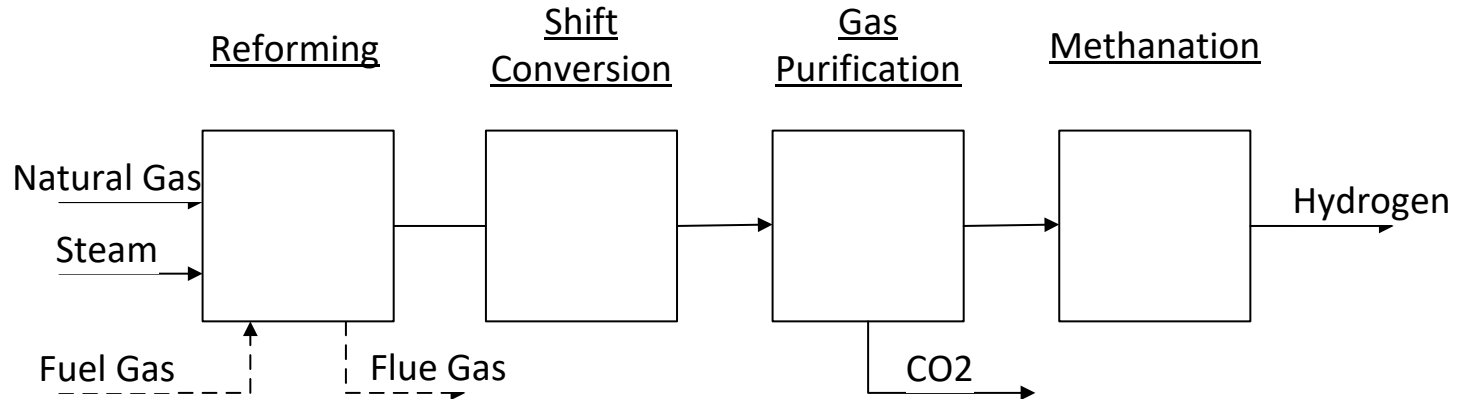 Reforming
Shift
Conversion
Gas
Purification
Methanation
Natural Gas
Steam
Hydrogen
Fuel Gas
Flue Gas
CO2